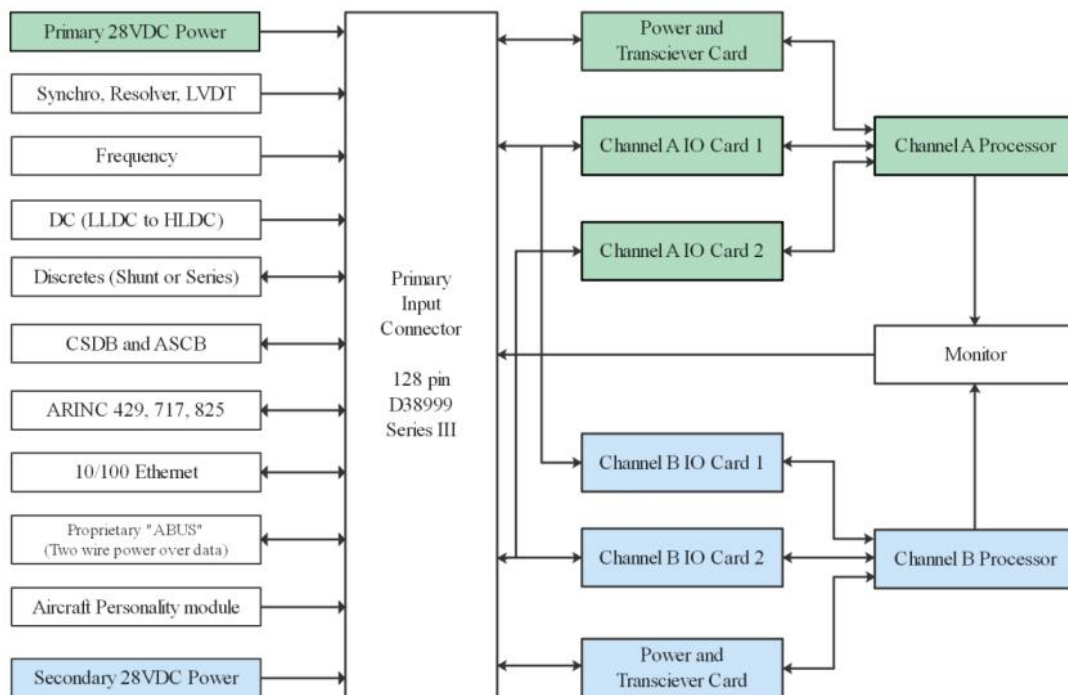 Primary 28VDC Power
Synchro, Resolver, LVDT
Frequency
DC (LLDC to HLDC)
Discretes (Shunt or Series)
CSDB and ASCB
ARINC 429, 717, 825
10/100 Ethernet
Proprietary "ABUS"
(Two wire power over data)
Aircraft Personality module
Secondary 28VDC Power
Primary
Input
Connector
128 pin
D38999
Series III
Power and
Transciever Card
Channel A IO Card 1
Channel A IO Card 2
Channel B IO Card 1
Channel B IO Card 2
Power and
Transciever Card
Channel A Processor
Monitor
Channel B Processor